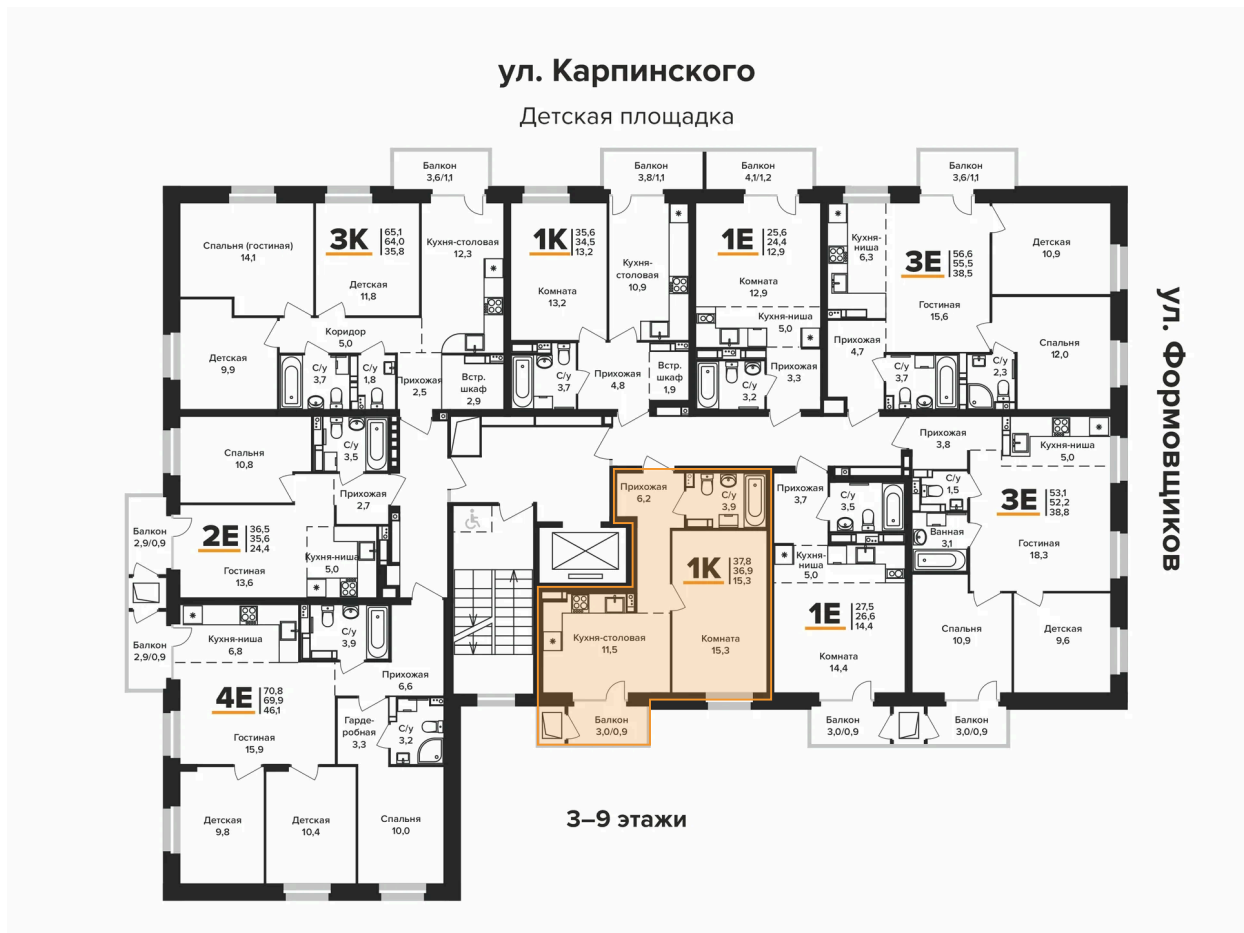 ул. Карпинского
Детская площадка
Балкон
3,6/1,1
Балкон
3,8/1,1
Балкон
4,1/1,2
Балкон
3,6/1,1
Спальня (гостиная)
14,1
3К
65,1
64,0
35,8
Детская
11,8
Кухня-столовая
12,3
1К
35,6
34,5
13,2
Комната
13,2
Кухня-
столовая
10,9
1Е
25,6
24,4
12,9
Комната
12,9
Кухня-ниша
5,0
Кухня-
ниша
6,3
3Е
56,6
55,5
38,5
Гостиная
15,6
Детская
10,9
Спальня
12,0
Коридор
5,0
Детская
9,9
С/у
3,7
С/у
1,8
Прихожая
2,5
Встр.
шкаф
2,9
С/у
3,7
Прихожая
4,8
Встр.
шкаф
1,9
С/у
3,2
Прихожая
3,3
Прихожая
4,7
С/у
3,7
С/у
2,3
ул. Формовщиков
Спальня
10,8
С/у
3,5
Прихожая
2,7
2Е
36,5
35,6
24,4
Гостиная
13,6
Кухня-ниша
5,0
Балкон
2,9/0,9
Балкон
2,9/0,9
Прихожая
6,2
С/у
3,9
1К
37,8
36,9
15,3
Кухня-столовая
11,5
Комната
15,3
Балкон
3,0/0,9
Прихожая
3,7
С/у
3,5
Кухня-
ниша
5,0
1Е
27,5
26,6
14,4
Комната
14,4
Балкон
3,0/0,9
Прихожая
3,8
Кухня-ниша
5,0
С/у
1,5
3Е
53,1
52,2
38,8
Ванная
3,1
Гостиная
18,3
Спальня
10,9
Детская
9,6
Балкон
3,0/0,9
Кухня-ниша
6,8
С/у
3,9
Прихожая
6,6
4Е
70,8
69,9
46,1
Гостиная
15,9
Гарде-
робная
3,3
С/у
3,2
Детская
9,8
Детская
10,4
Спальня
10,0
3–9 этажи